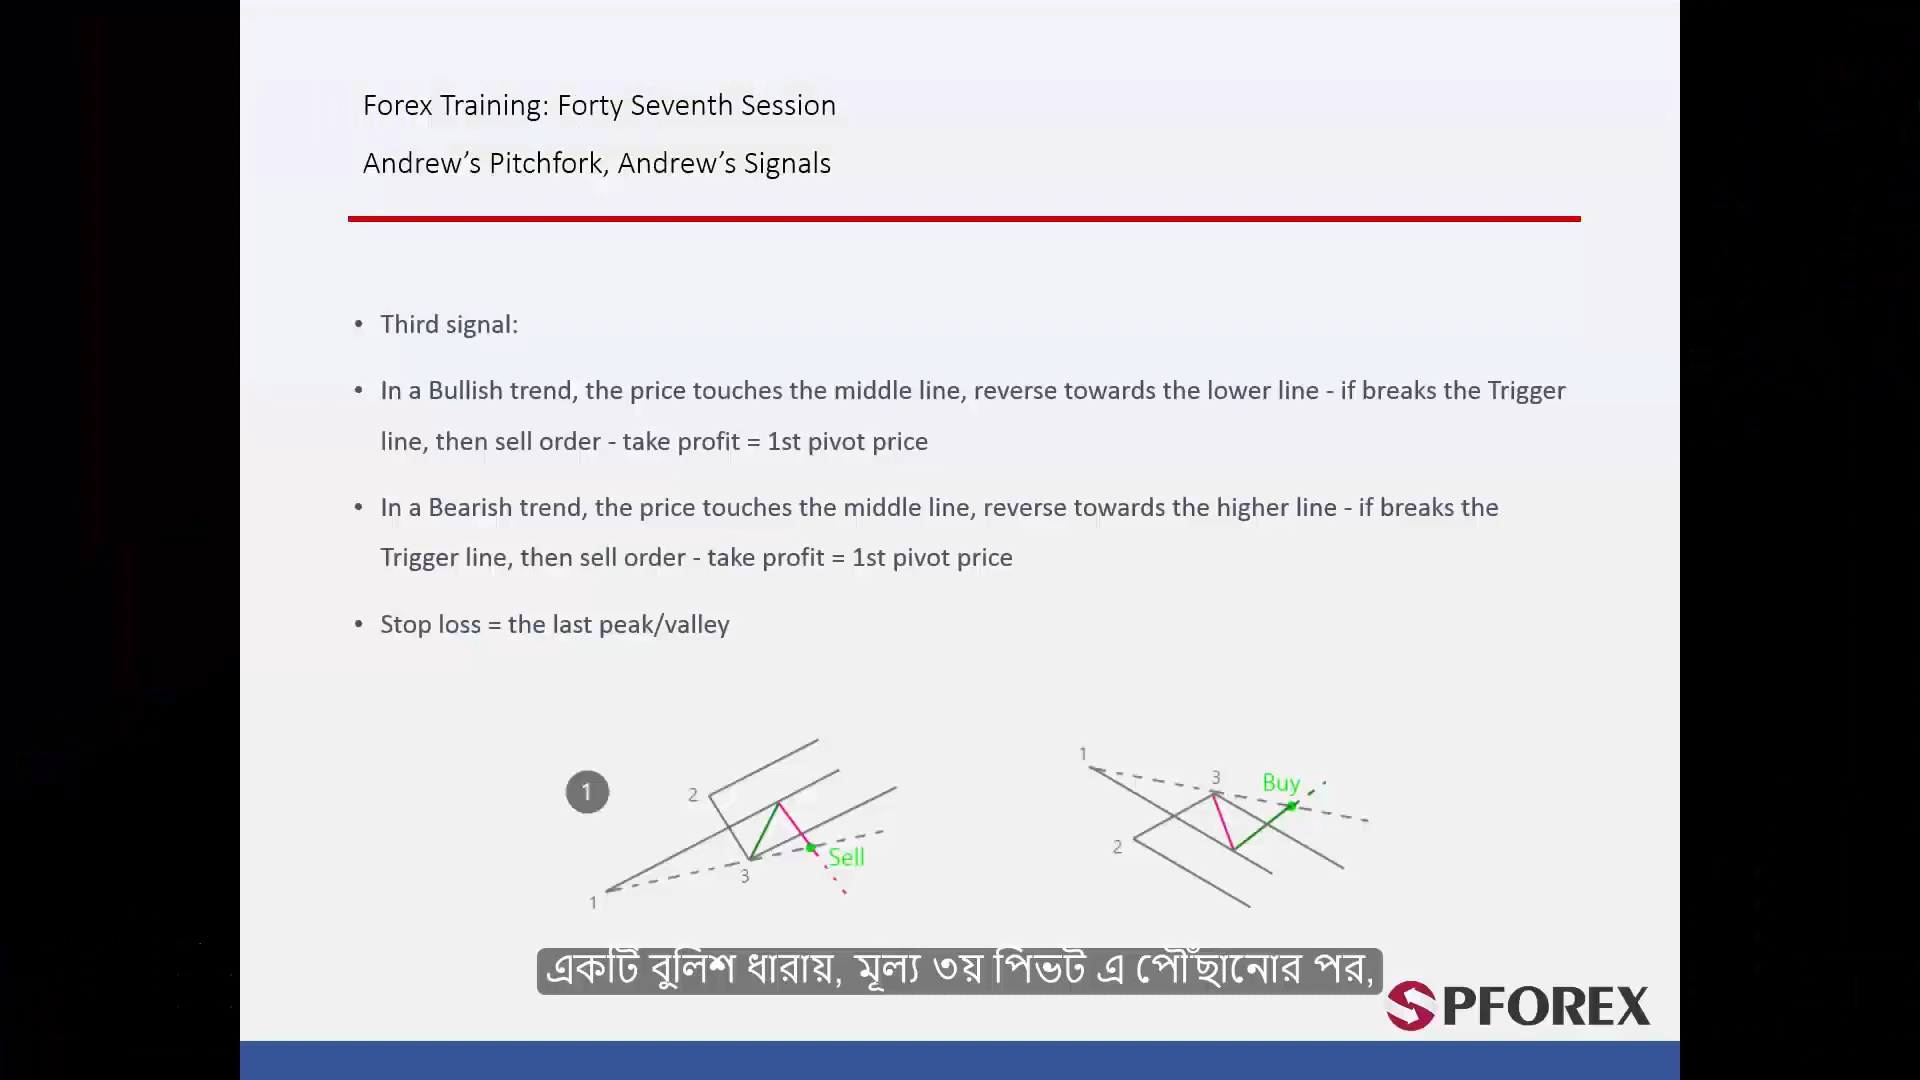 Forex Training: Forty Seventh Session
Andrew’s Pitchfork, Andrew’s Signals
• Third signal:
• In a Bullish trend, the price touches the middle line, reverse towards the lower line - if breaks the Trigger
line, then sell order - take profit = 1st pivot price
• In a Bearish trend, the price touches the middle line, reverse towards the higher line - if breaks the
Trigger line, then sell order - take profit = 1st pivot price
• Stop loss = the last peak/valley
1
2
3
1
Sell
1
3
Buy
2
একটি বুলিশ ধারায়, মূল্য ৩য় পিভট এ পৌঁছানোর পর,
SPFOREX